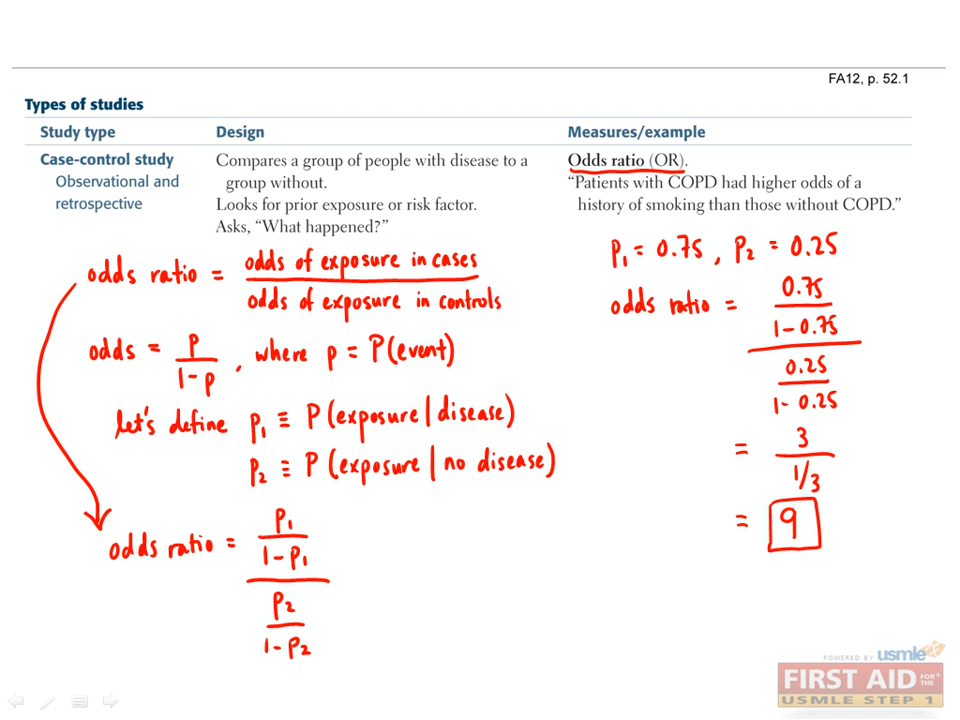 FA12, p. 52.1
Types of studies
Study type Design Measures/example
Case-control study Compares a group of people with disease to a Odds ratio (OR).
Observational and group without. “Patients with COPD had higher odds of a
retrospective Looks for prior exposure or risk factor. history of smoking than those without COPD.”
Asks, “What happened?”
odds ratio = odds of exposure in cases
odds of exposure in controls
odds = p / 1-p , where p = P(event)
let's define p₁ ≡ P(exposure | disease)
p₂ ≡ P(exposure | no disease)
odds ratio =
p₁
1-p₁
p₂
1-p₂
p₁ = 0.75, p₂ = 0.25
odds ratio =
0.75
1-0.75
0.25
1-0.25
= 3
1/3
= 9
POWERED BY usmlerx
FIRST AID FOR THE
USMLE STEP 1